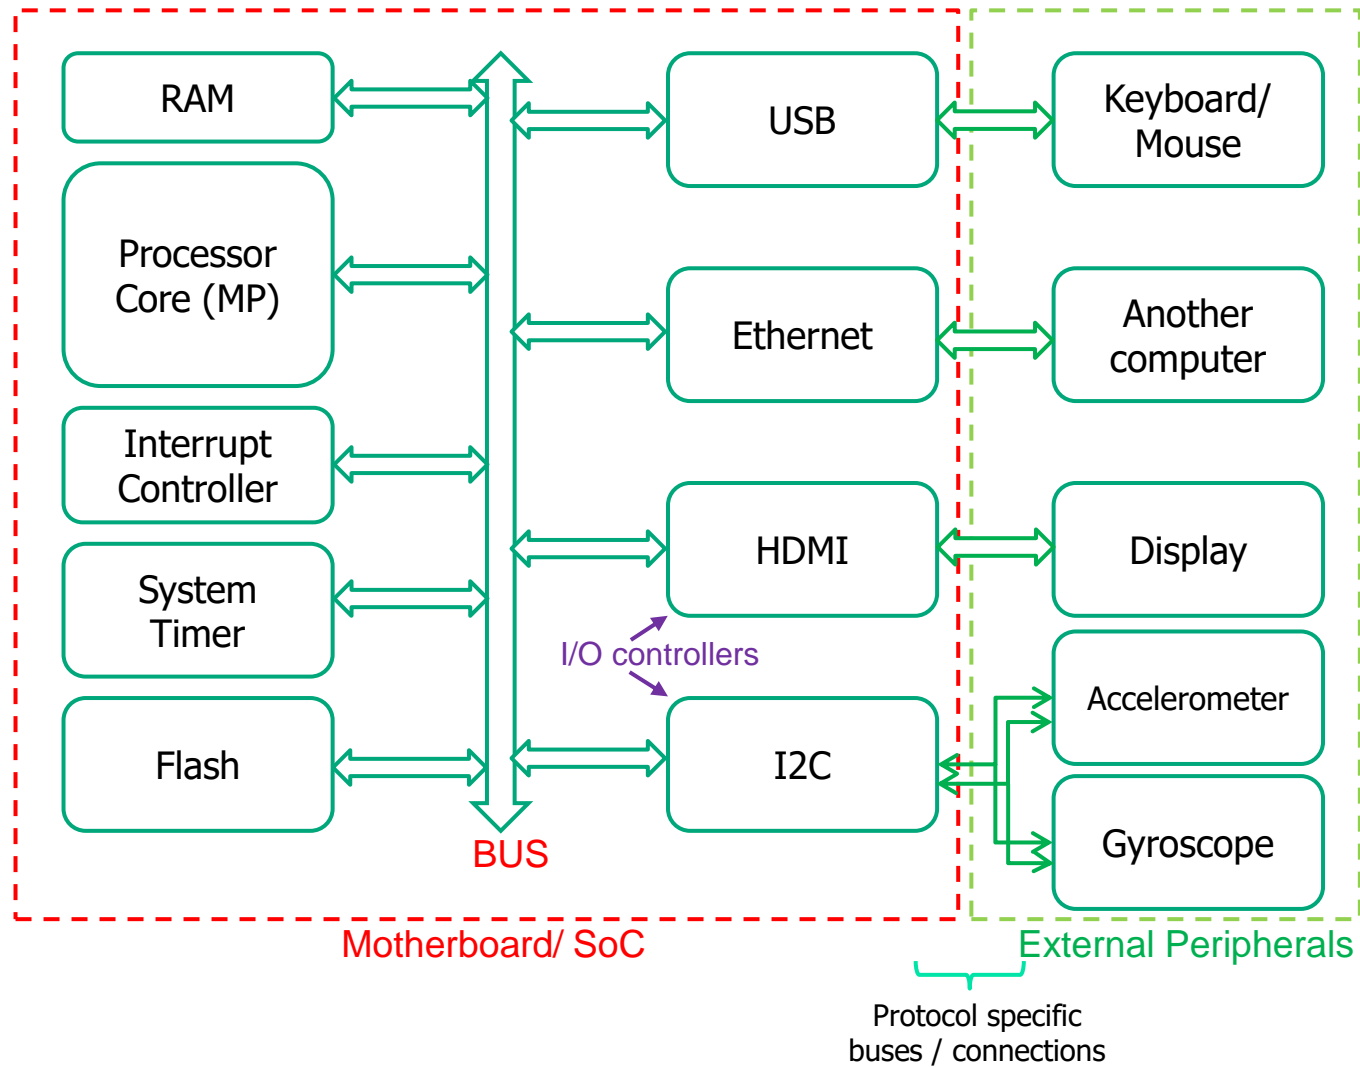 RAM
Processor
Core (MP)
Interrupt
Controller
System
Timer
Flash
BUS
USB
Ethernet
HDMI
I/O controllers
I2C
Keyboard/
Mouse
Another
computer
Display
Accelerometer
Gyroscope
Motherboard/ SoC
External Peripherals
Protocol specific
buses / connections